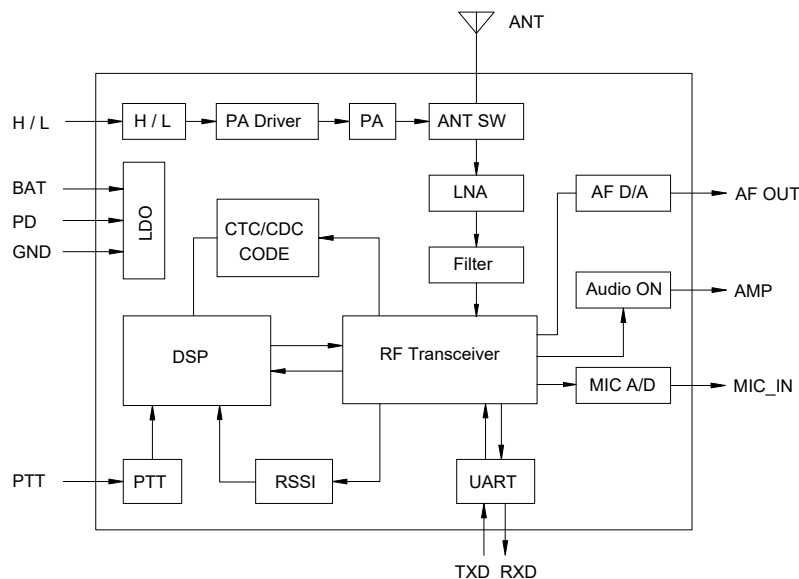 ANT
H / L
H / L
PA Driver
PA
ANT SW
BAT
PD
GND
LDO
LNA
AF D/A
AF OUT
CTC/CDC
CODE
Filter
Audio ON
AMP
DSP
RF Transceiver
MIC A/D
MIC_IN
PTT
PTT
RSSI
UART
TXD RXD